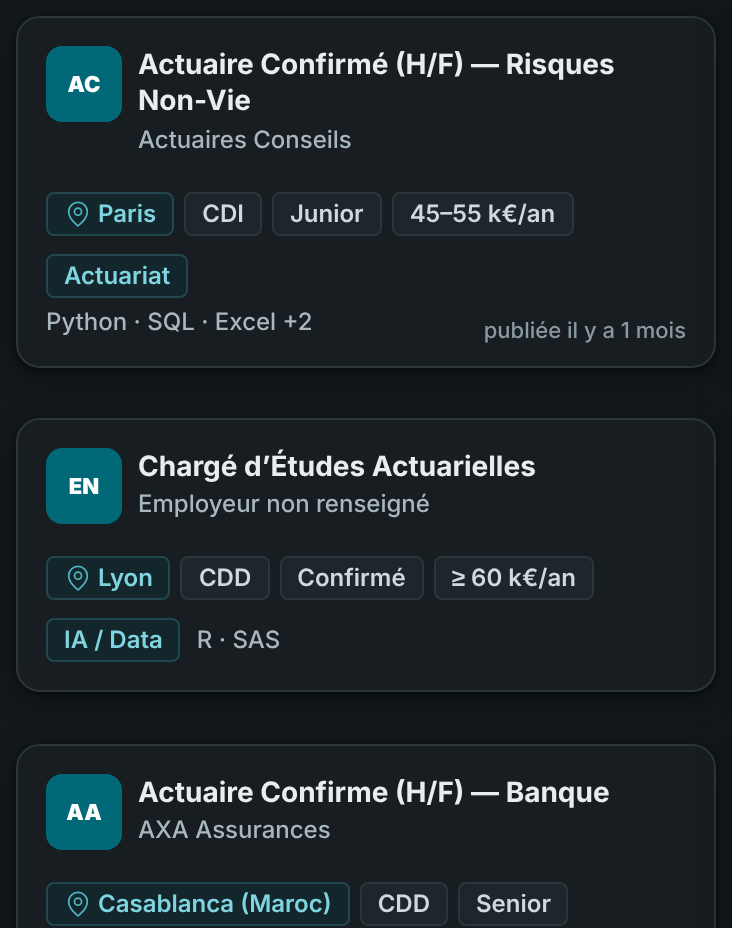 AC
Actuaire Confirmé (H/F) — Risques
Non-Vie
Actuaires Conseils
Paris CDI Junior 45–55 k€/an
Actuariat
Python · SQL · Excel +2
publiée il y a 1 mois
EN
Chargé d’Études Actuarielles
Employeur non renseigné
Lyon CDD Confirmé ≥ 60 k€/an
IA / Data R · SAS
AA
Actuaire Confirme (H/F) — Banque
AXA Assurances
Casablanca (Maroc) CDD Senior